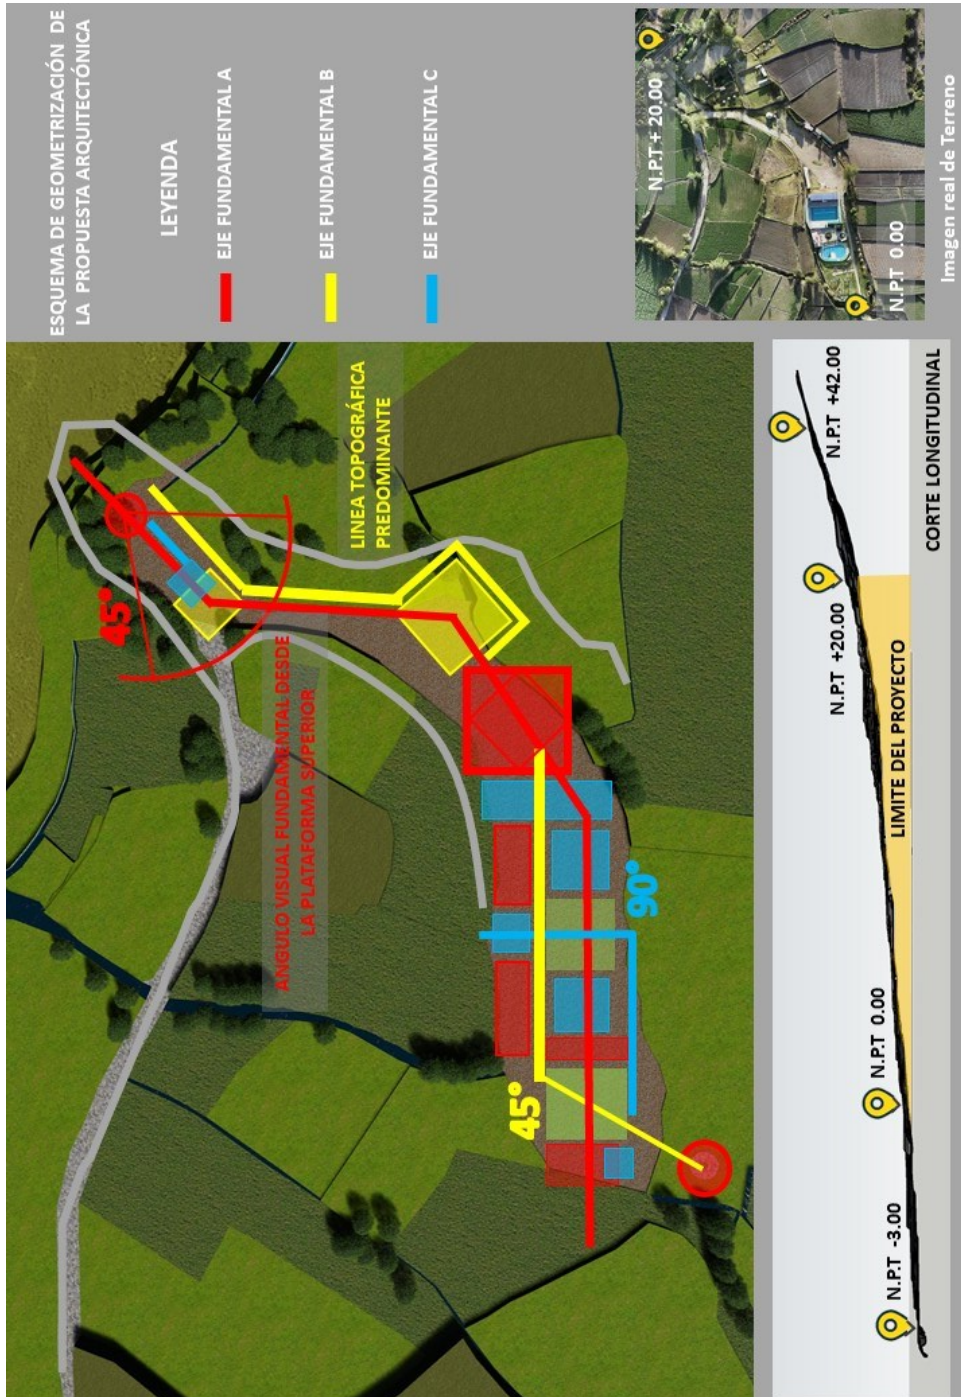 ESQUEMA DE GEOMETRIZACIÓN DE
LA PROPUESTA ARQUITECTÓNICA
LEYENDA
EJE FUNDAMENTAL A
EJE FUNDAMENTAL B
EJE FUNDAMENTAL C
N.P.T + 20.00
N.P.T 0.00
Imagen real de Terreno
45°
ANGULO VISUAL FUNDAMENTAL DESDE
LA PLATAFORMA SUPERIOR
LINEA TOPOGRÁFICA
PREDOMINANTE
90°
45°
N.P.T -3.00
N.P.T 0.00
N.P.T +20.00
N.P.T +42.00
LIMITE DEL PROYECTO
CORTE LONGITUDINAL